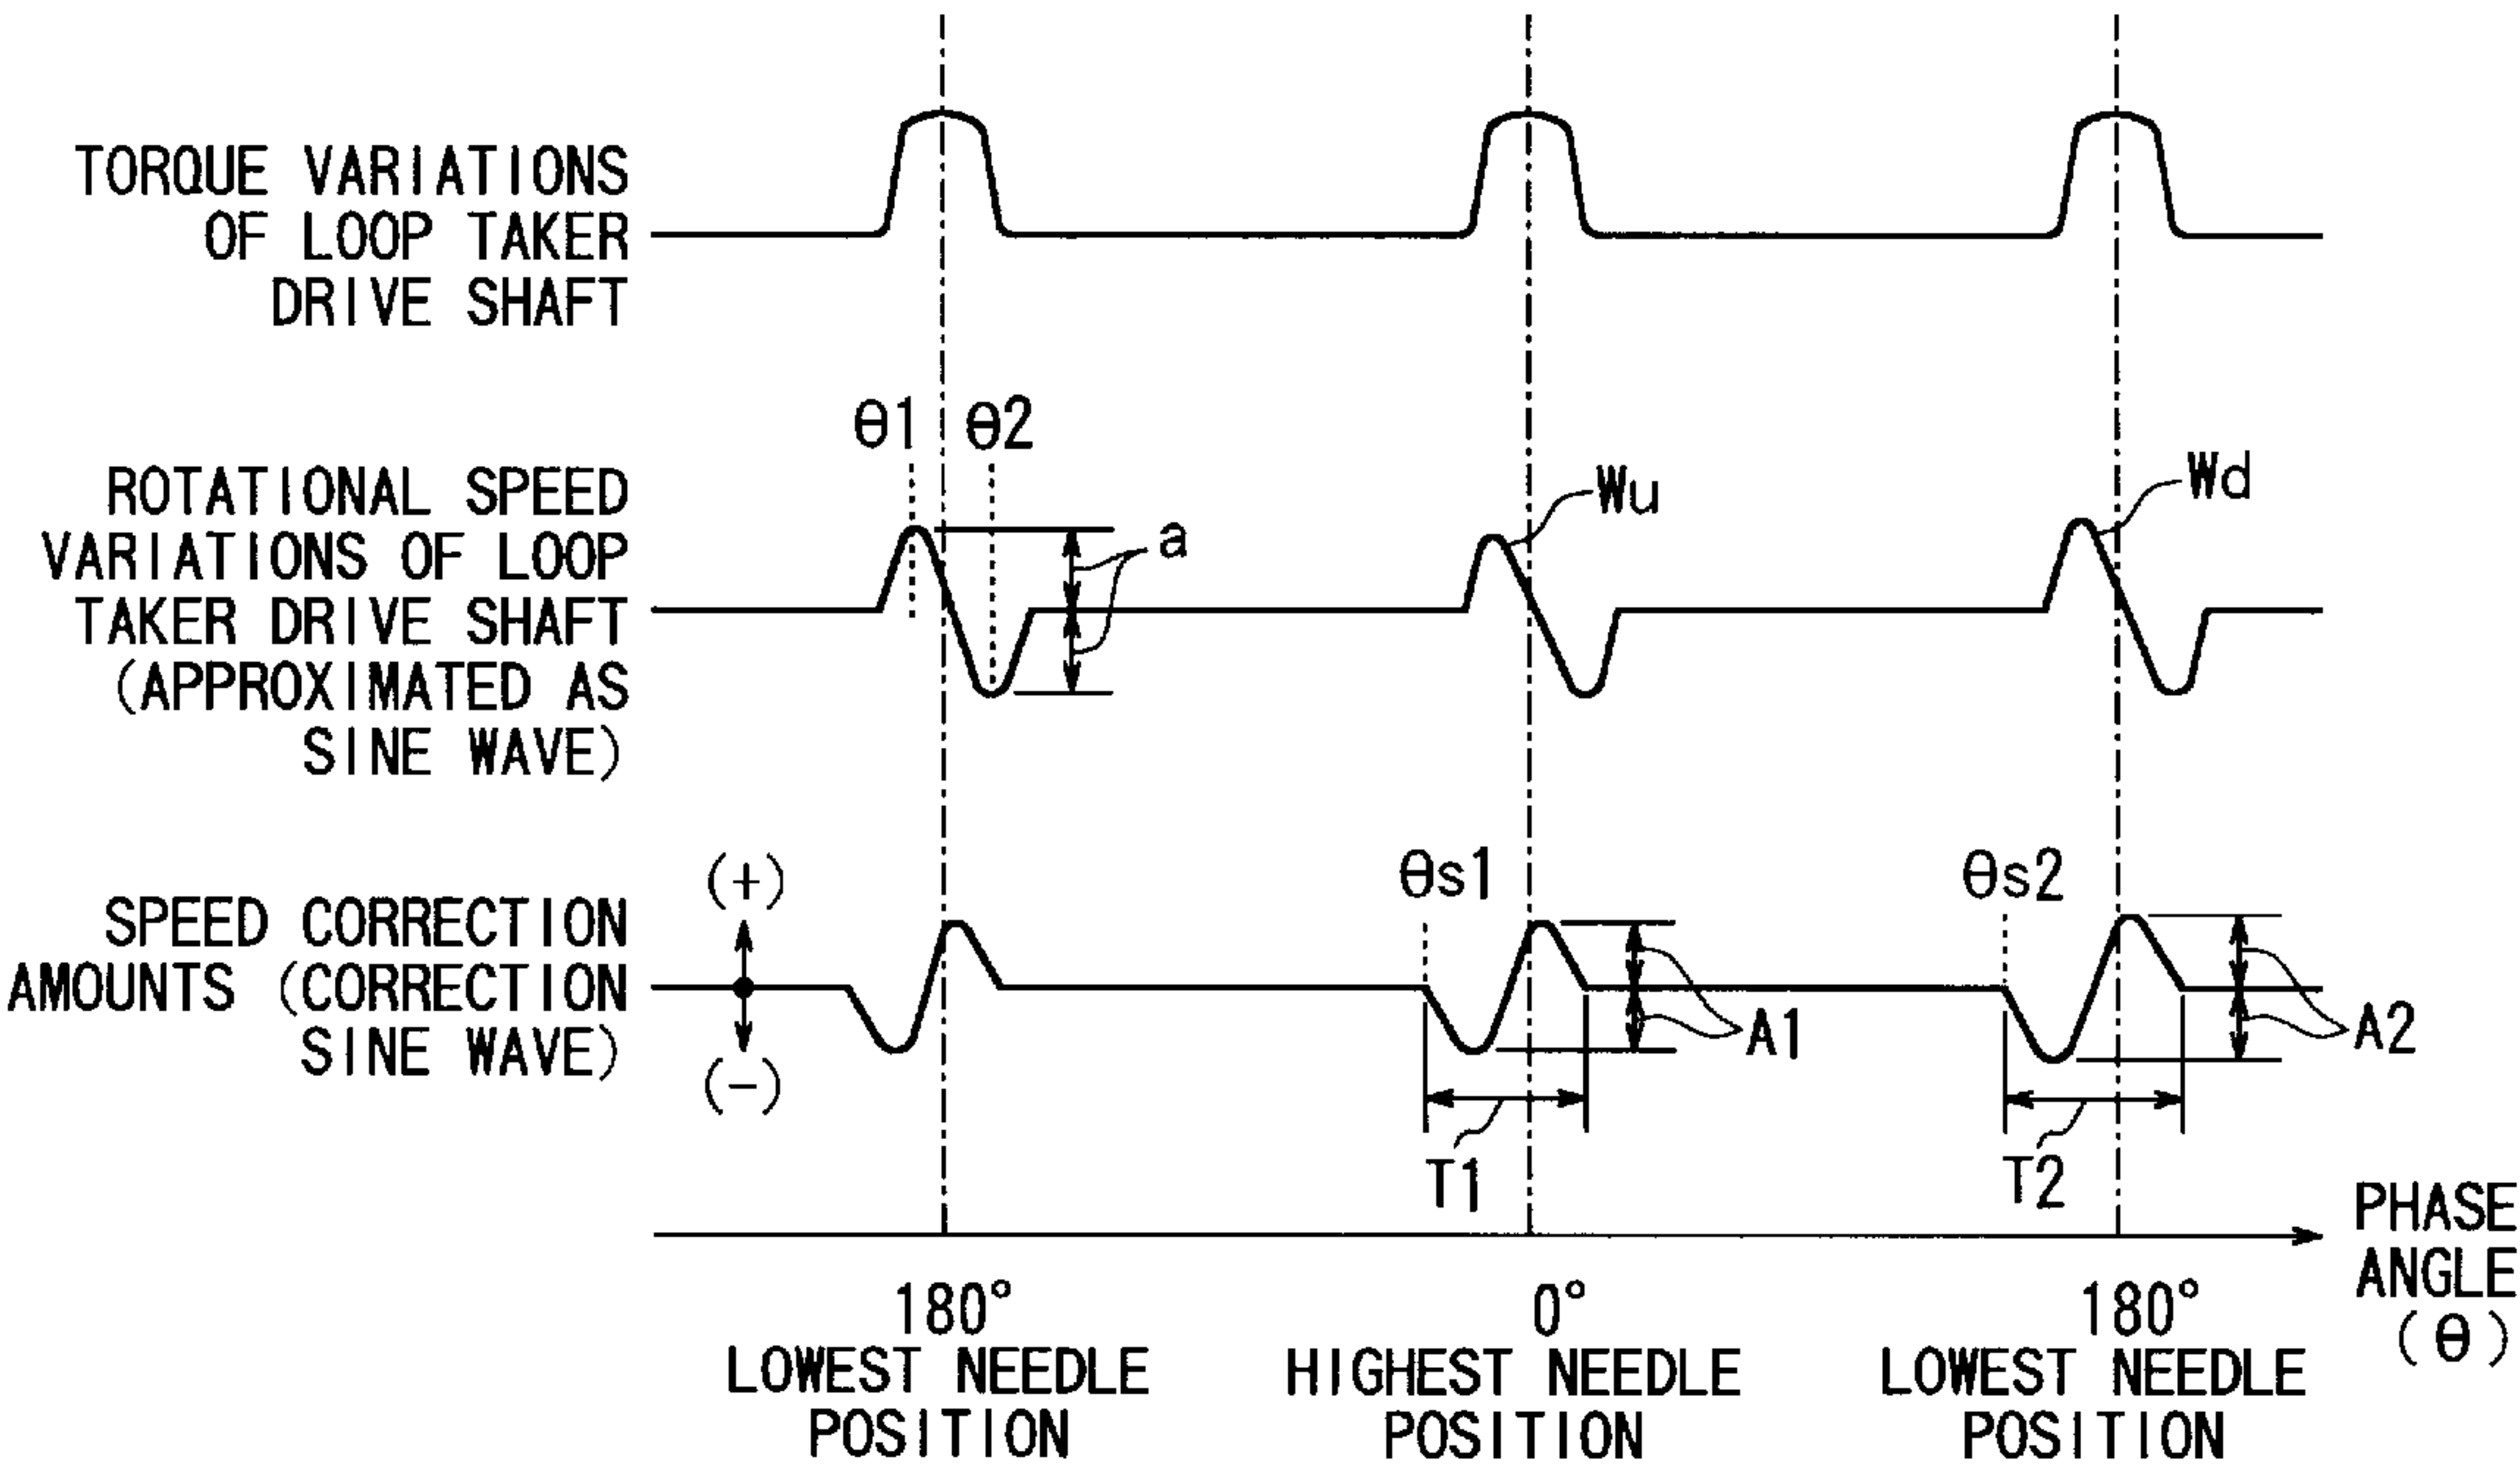 TORQUE VARIATIONS
OF LOOP TAKER
DRIVE SHAFT
θ1
θ2
ROTATIONAL SPEED
VARIATIONS OF LOOP
TAKER DRIVE SHAFT
(APPROXIMATED AS
SINE WAVE)
a
Wu
Wd
SPEED CORRECTION
AMOUNTS (CORRECTION
SINE WAVE)
(+)
(-)
θs1
θs2
A1
A2
T1
T2
PHASE
ANGLE
(θ)
180°
LOWEST NEEDLE
POSITION
0°
HIGHEST NEEDLE
POSITION
180°
LOWEST NEEDLE
POSITION